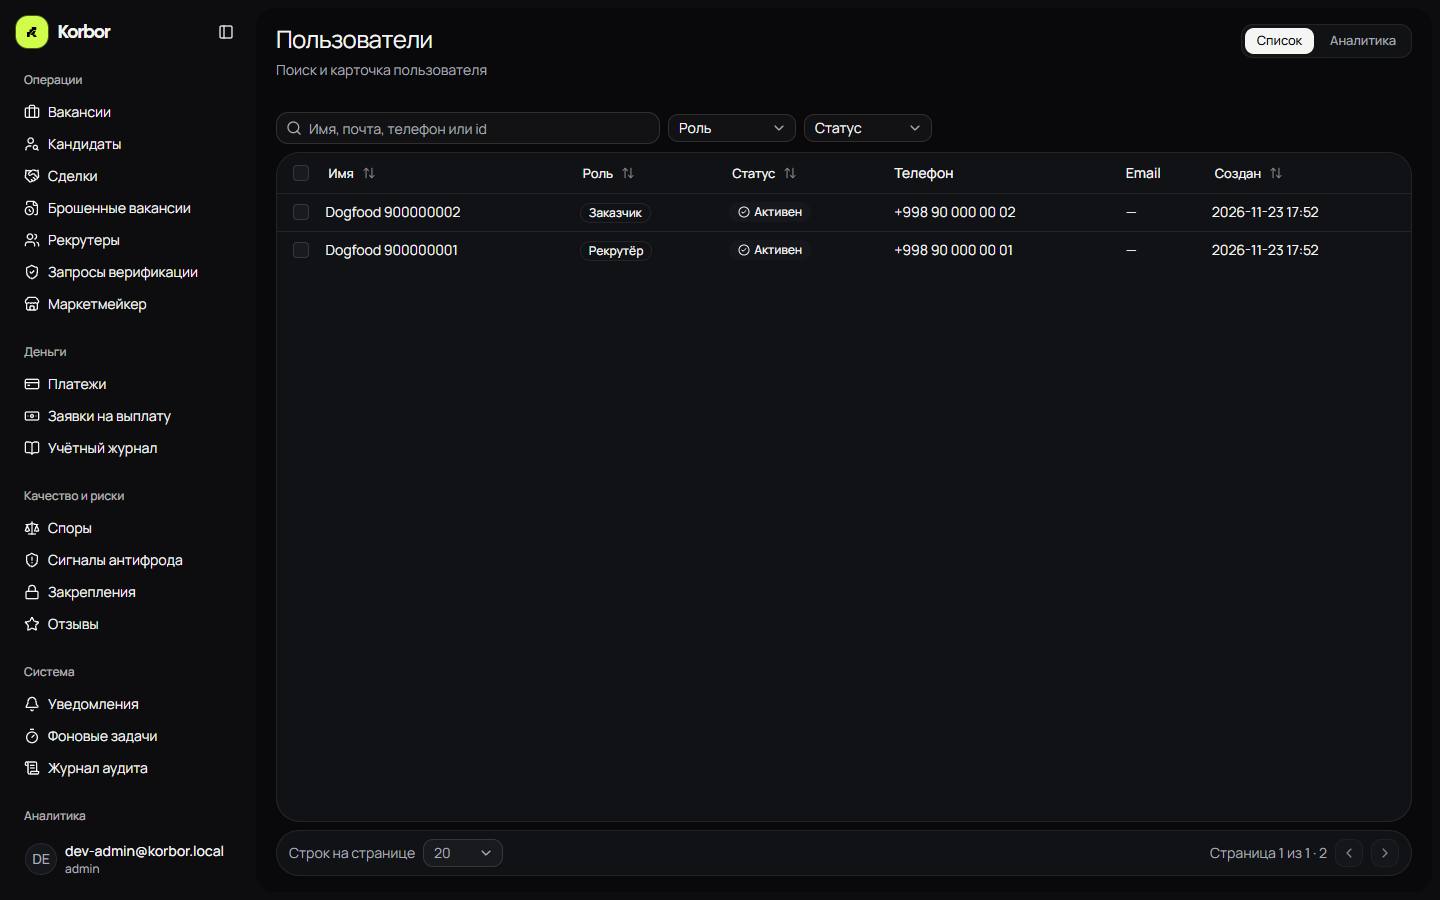 Korbor
Операции
Вакансии
Кандидаты
Сделки
Брошенные вакансии
Рекрутеры
Запросы верификации
Маркетмейкер
Деньги
Платежи
Заявки на выплату
Учётный журнал
Качество и риски
Споры
Сигналы антифрода
Закрепления
Отзывы
Система
Уведомления
Фоновые задачи
Журнал аудита
Аналитика
DE
dev-admin@korbor.local
admin
Пользователи
Поиск и карточка пользователя
Список Аналитика
Имя, почта, телефон или id Роль Статус
Имя Роль Статус Телефон Email Создан
Dogfood 900000002 Заказчик Активен +998 90 000 00 02 — 2026-11-23 17:52
Dogfood 900000001 Рекрутёр Активен +998 90 000 00 01 — 2026-11-23 17:52
Строк на странице 20 Страница 1 из 1 · 2